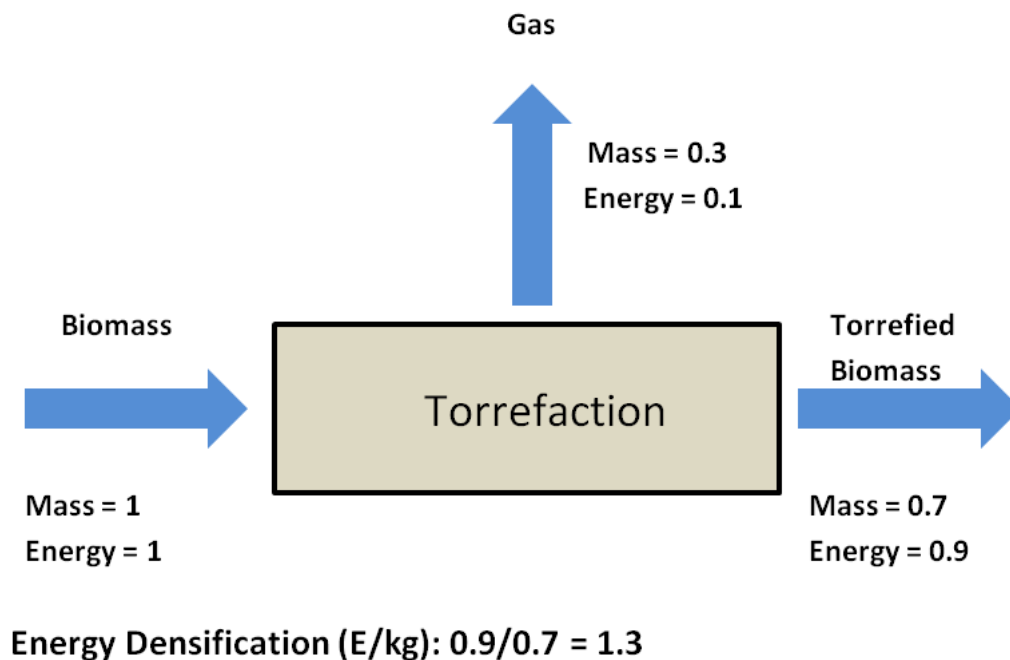 Gas
Mass = 0.3
Energy = 0.1
Biomass
Torrefied
Biomass
Torrefaction
Mass = 1
Energy = 1
Mass = 0.7
Energy = 0.9
Energy Densification (E/kg): 0.9/0.7 = 1.3